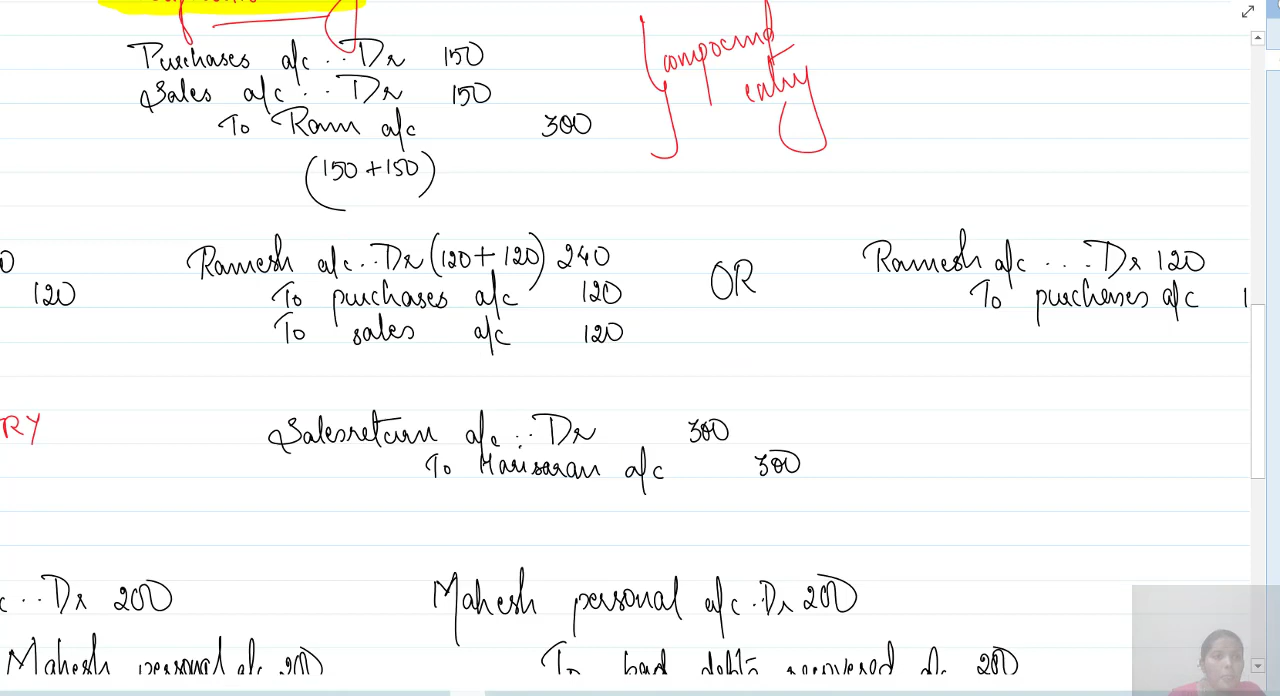 Purchases a/c ... Dr 150
Sales a/c ... Dr 150
To Ram a/c 300
(150 + 150)
compound
entry
Ramesh a/c ... Dr (120 + 120) 240
To purchases a/c 120
To sales a/c 120
120
OR
Ramesh a/c .... Dr 120
To purchases a/c 1
RY
Salesreturn a/c ... Dr 300
To Harisaran a/c 300
c ... Dr 200
Mahesh personal a/c 200
Mahesh personal a/c . Dr 200
To bad debts recovered a/c 200